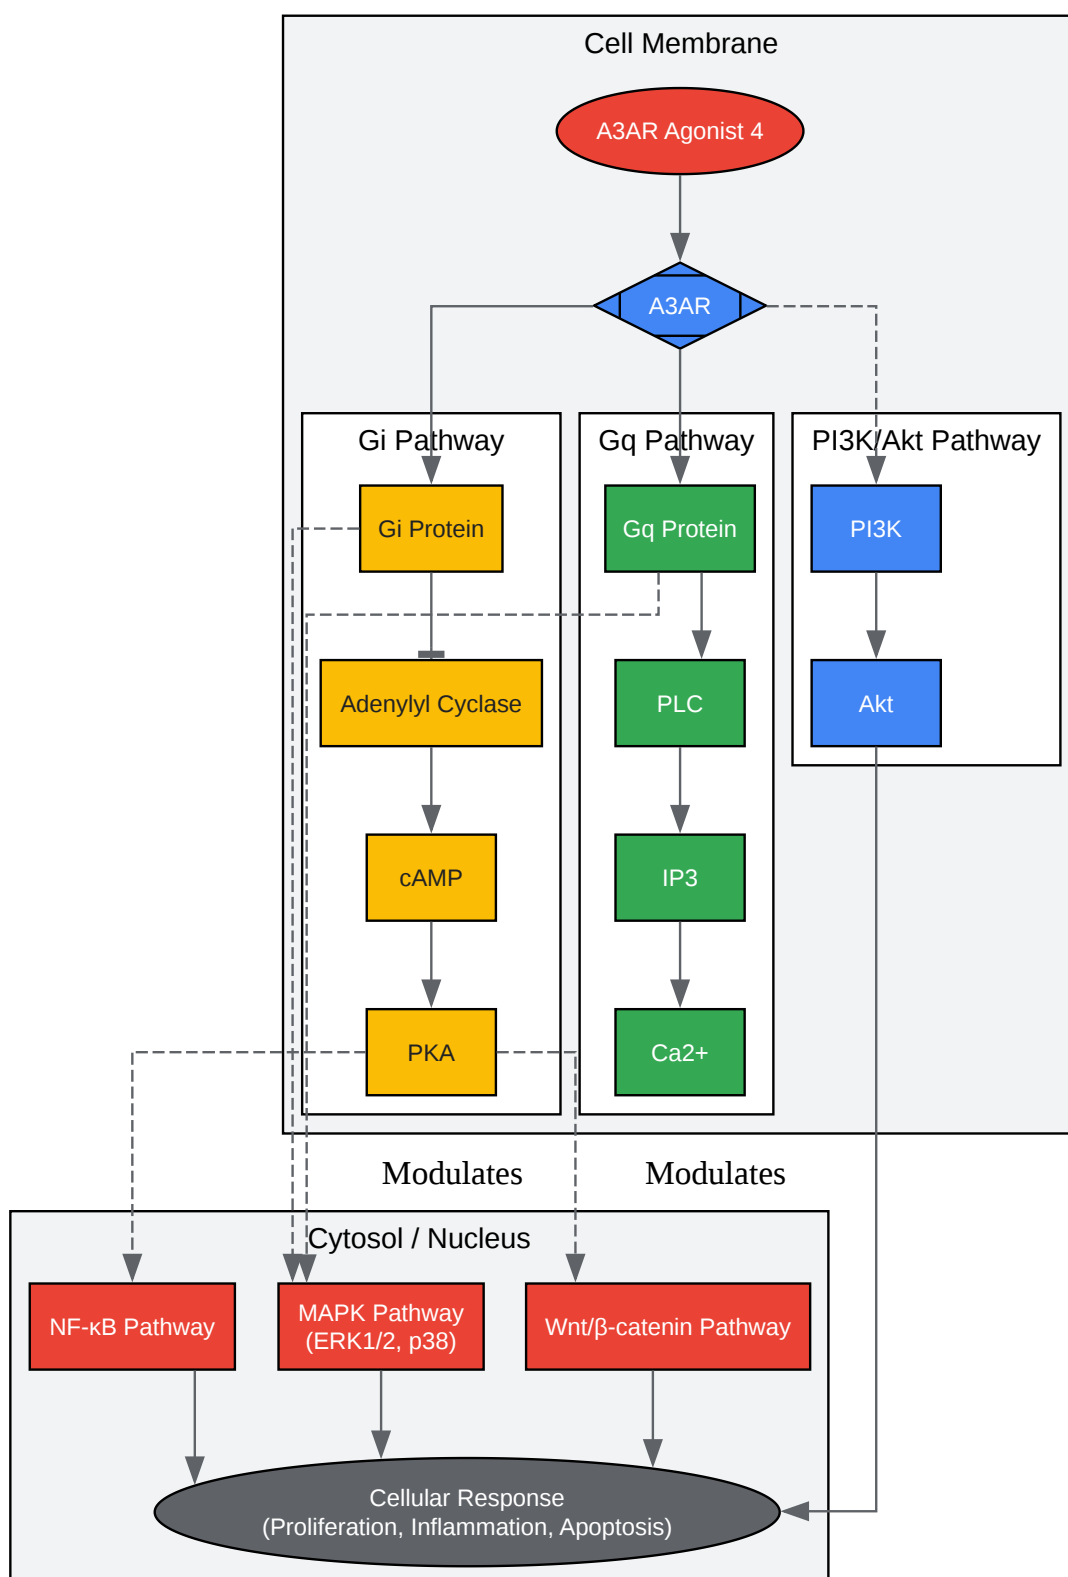 Cell Membrane
A3AR Agonist 4
A3AR
Gi Pathway
Gq Pathway
PI3K/Akt Pathway
Gi Protein
Gq Protein
PI3K
Adenylyl Cyclase
PLC
Akt
cAMP
IP3
PKA
Ca2+
Modulates
Modulates
Cytosol / Nucleus
NF-κB Pathway
MAPK Pathway
(ERK1/2, p38)
Wnt/β-catenin Pathway
Cellular Response
(Proliferation, Inflammation, Apoptosis)